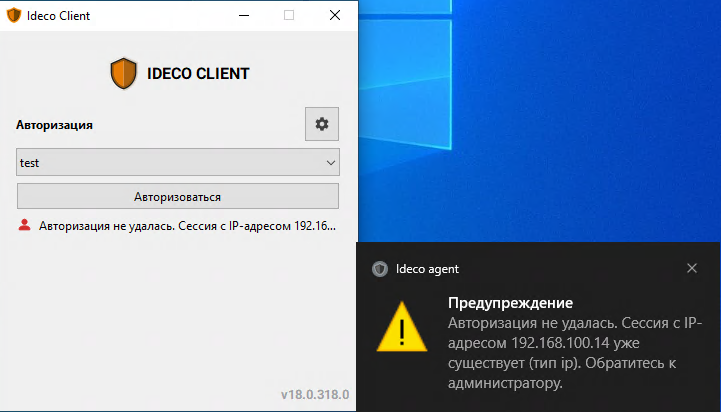 Ideco Client
IDECO CLIENT
Авторизация
test
Авторизоваться
Авторизация не удалась. Сессия с IP-адресом 192.16...
v18.0.318.0
Ideco agent
Предупреждение
Авторизация не удалась. Сессия с IP-
адресом 192.168.100.14 уже
существует (тип ip). Обратитесь к
администратору.